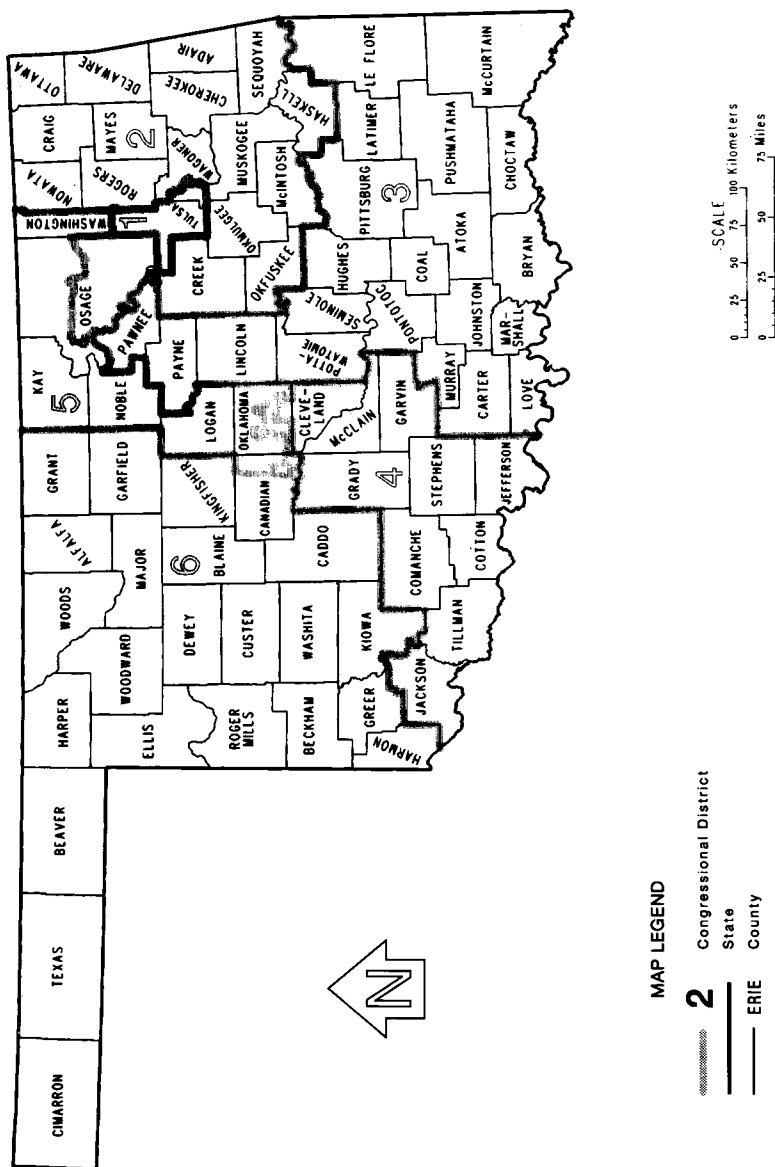 CIMARRON
TEXAS
BEAVER
HARPER
WOODS
ALFALFA
GRANT
KAY
5
OSAGE
WASHINGTON
NOWATA
CRAIG
OTTAWA
ELLIS
WOODWARD
MAJOR
GARFIELD
NOBLE
PAWNEE
1
TULSA
ROGERS
MAYES
2
DELAWARE
ROGER
MILLS
DEWEY
6
BLAINE
KINGFISHER
LOGAN
PAYNE
CREEK
WAGONER
CHEROKEE
ADAIR
CUSTER
CANADIAN
OKLAHOMA
LINCOLN
OKMULGEE
MUSKOGEE
SEQUOYAH
BECKHAM
WASHITA
CADDO
GRADY
4
CLEVE-
LAND
McCLAIN
POTTA-
WATOMIE
SEMINOLE
OKFUSKEE
McINTOSH
HASKELL
HARMON
GREER
KIOWA
JACKSON
COMANCHE
STEPHENS
GARVIN
PONTOTOC
HUGHES
PITTSBURG
3
LATIMER
LE FLORE
TILLMAN
COTTON
JEFFERSON
MURRAY
CARTER
LOVE
JOHNSTON
MAR-
SHALL
COAL
ATOKA
BRYAN
PUSHMATAHA
CHOCTAW
McCURTAIN
N
MAP LEGEND
2 Congressional District
State
ERIE County
SCALE
0 25 50 75 100 Kilometers
0 25 50 75 Miles